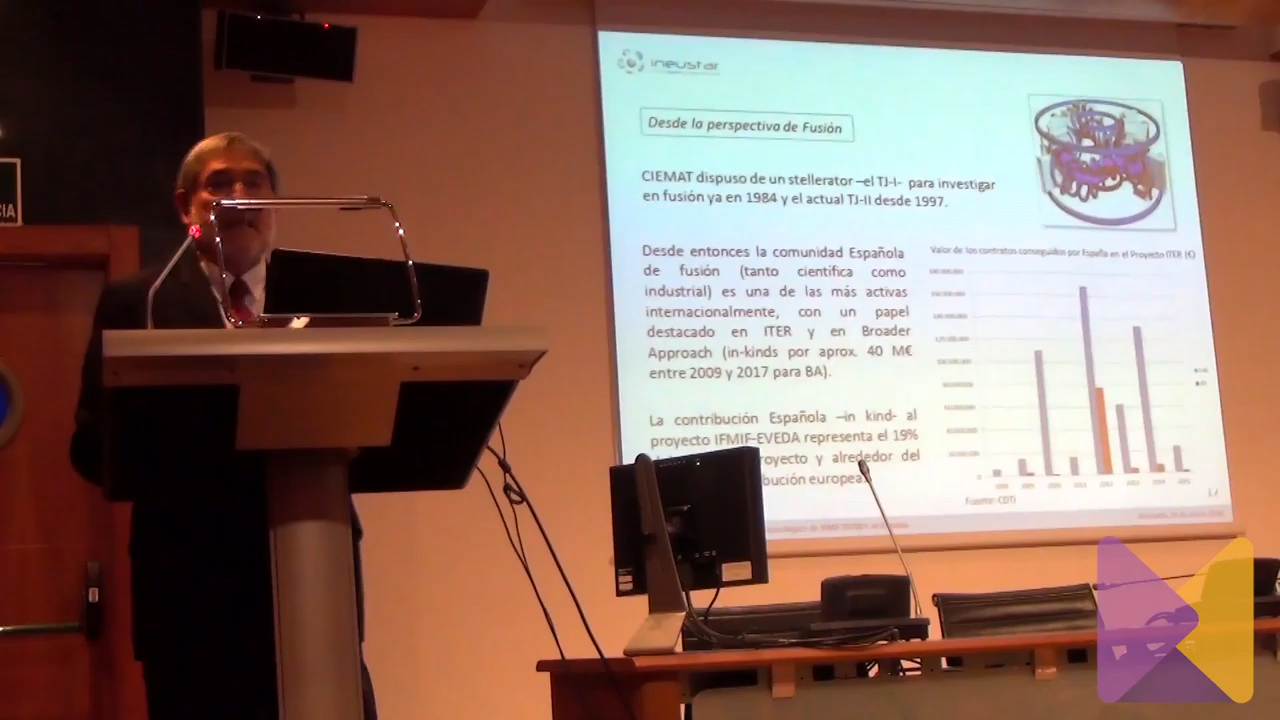 CIA
ineustar
Desde la perspectiva de Fusión
CIEMAT dispuso de un stellerator –el TJ-I- para investigar
en fusión ya en 1984 y el actual TJ-II desde 1997.
Desde entonces la comunidad Española
de fusión (tanto científica como
industrial) es una de las más activas
internacionalmente, con un papel
destacado en ITER y en Broader
Approach (in-kinds por aprox. 40 M€
entre 2009 y 2017 para BA).
La contribución Española –in kind- al
proyecto IFMIF-EVEDA representa el 19%
royecto y alrededor del
bución europea.
Valor de los contratos conseguidos por España en el Proyecto ITER (€)
Fuente: CDTI
17